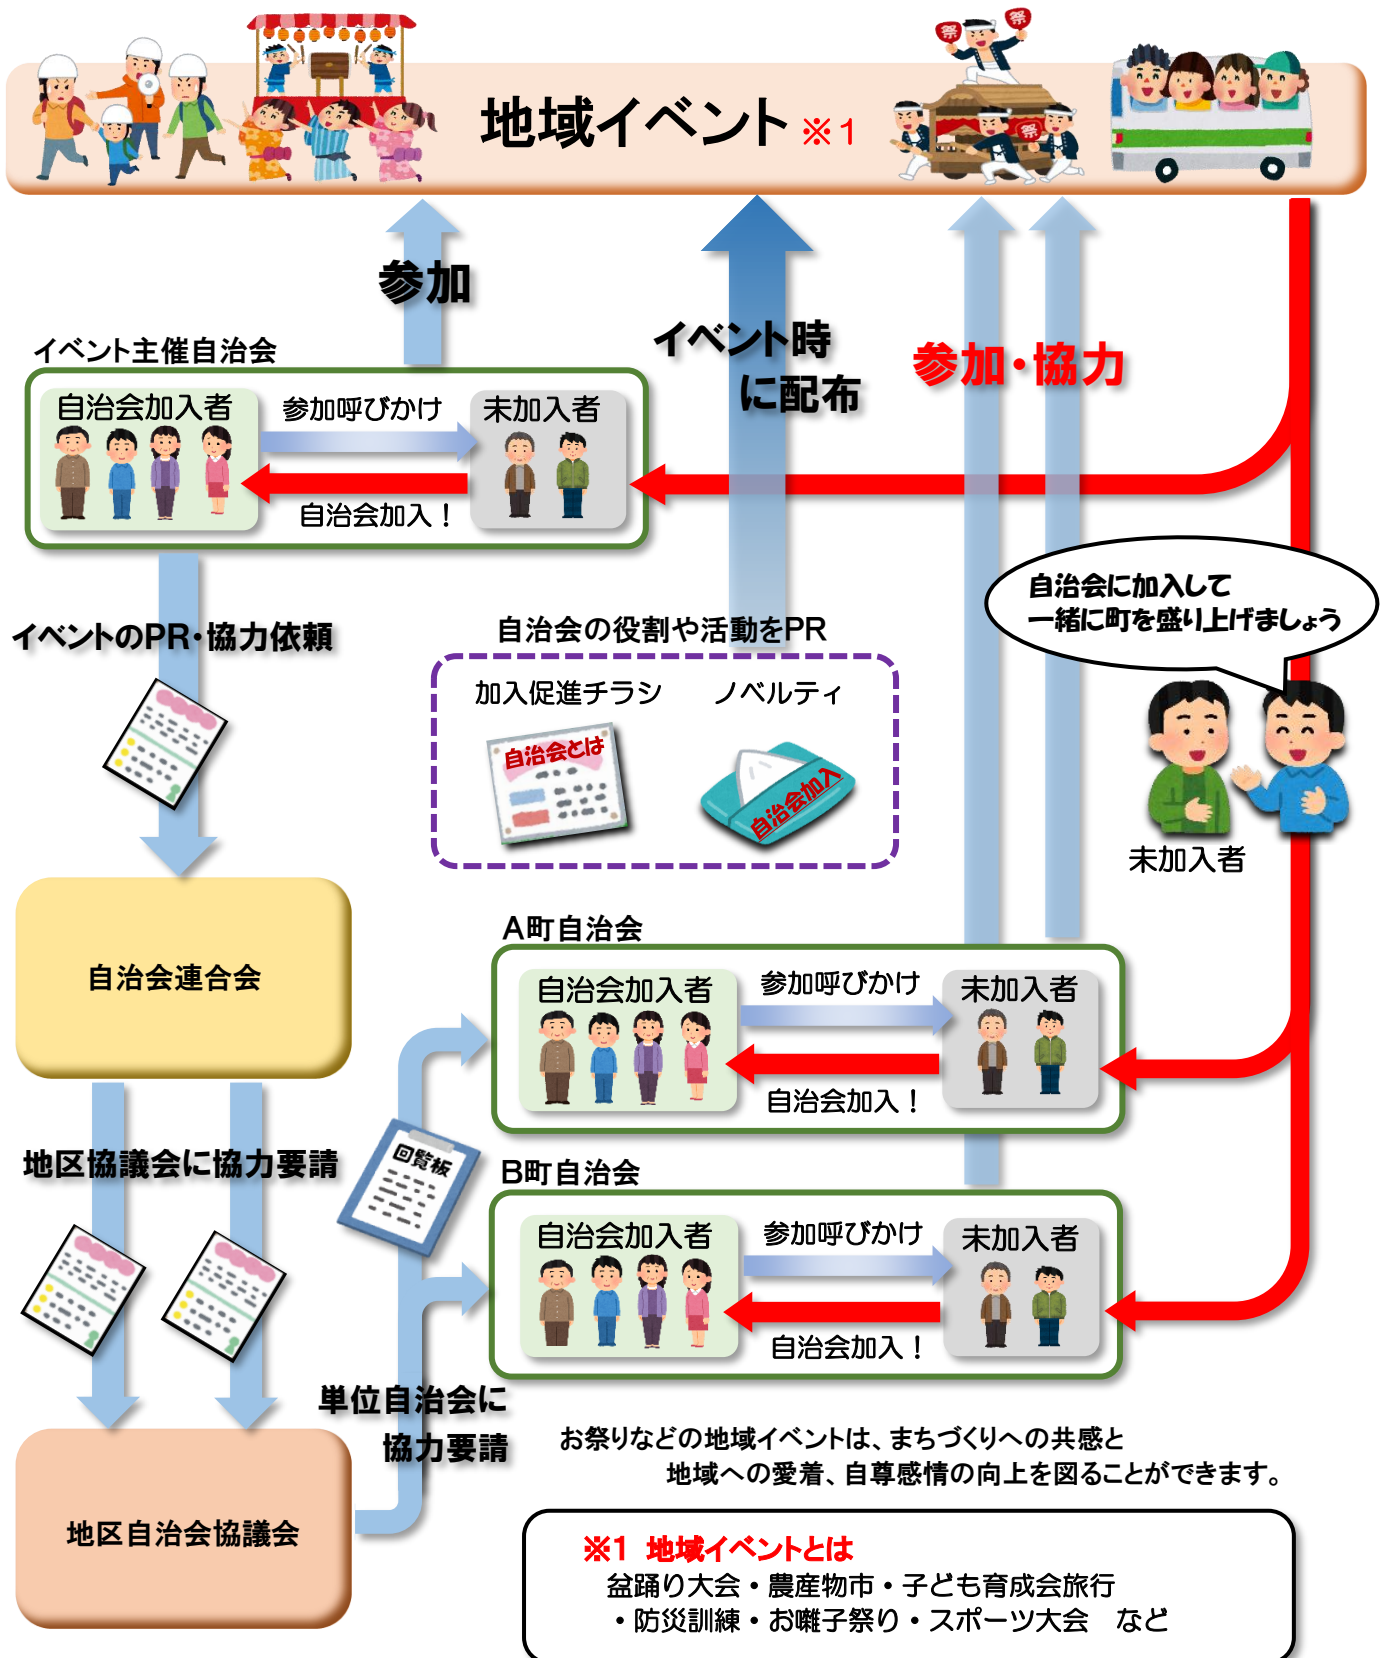 地域イベント ※1
祭
祭
祭
参加
イベント時
に配布
参加・協力
イベント主催自治会
自治会加入者
参加呼びかけ
未加入者
自治会加入！
イベントのPR・協力依頼
自治会の役割や活動をPR
加入促進チラシ
ノベルティ
自治会とは
自治会加入
自治会に加入して
一緒に町を盛り上げましょう
未加入者
自治会連合会
A町自治会
自治会加入者
参加呼びかけ
未加入者
自治会加入！
地区協議会に協力要請
回覧板
B町自治会
自治会加入者
参加呼びかけ
未加入者
自治会加入！
単位自治会に
協力要請
地区自治会協議会
お祭りなどの地域イベントは、まちづくりへの共感と
地域への愛着、自尊感情の向上を図ることができます。
※1 地域イベントとは
盆踊り大会・農産物市・子ども育成会旅行
・防災訓練・お囃子祭り・スポーツ大会　など